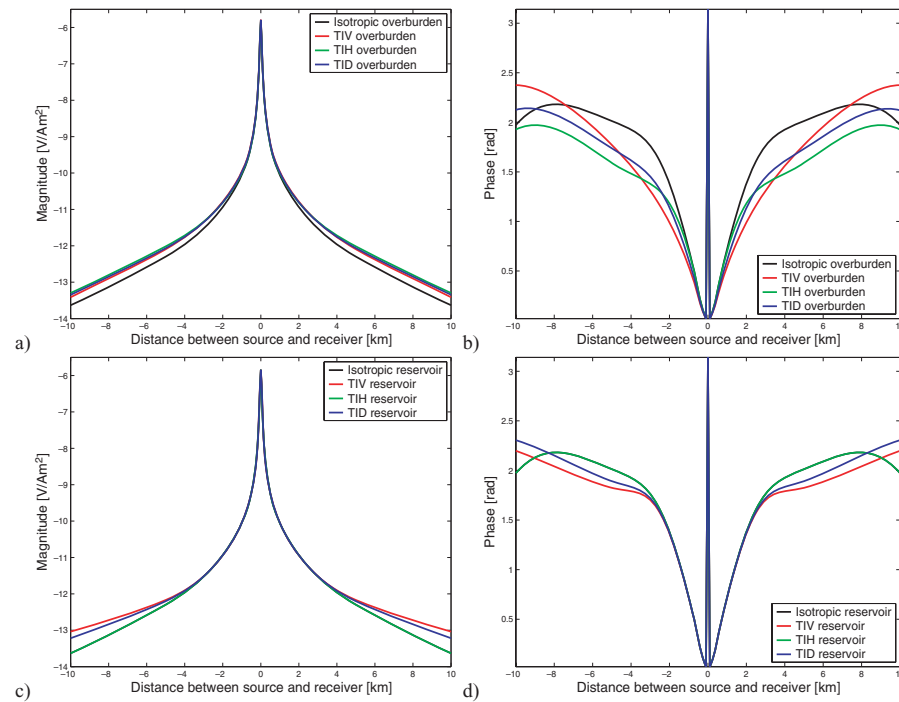 Magnitude [V/Am²]
−5
−6
−7
−8
−9
−10
−11
−12
−13
−14
Isotropic overburden
TIV overburden
TIH overburden
TID overburden
−10 −8 −6 −4 −2 0 2 4 6 8 10
Distance between source and receiver [km]
a)
Phase [rad]
3
2.5
2
1.5
1
0.5
Isotropic overburden
TIV overburden
TIH overburden
TID overburden
−10 −8 −6 −4 −2 0 2 4 6 8 10
Distance between source and receiver [km]
b)
Magnitude [V/Am²]
−6
−7
−8
−9
−10
−11
−12
−13
−14
Isotropic reservoir
TIV reservoir
TIH reservoir
TID reservoir
−10 −8 −6 −4 −2 0 2 4 6 8 10
Distance between source and receiver [km]
c)
Phase [rad]
3
2.5
2
1.5
1
0.5
Isotropic reservoir
TIV reservoir
TIH reservoir
TID reservoir
−10 −8 −6 −4 −2 0 2 4 6 8 10
Distance between source and receiver [km]
d)